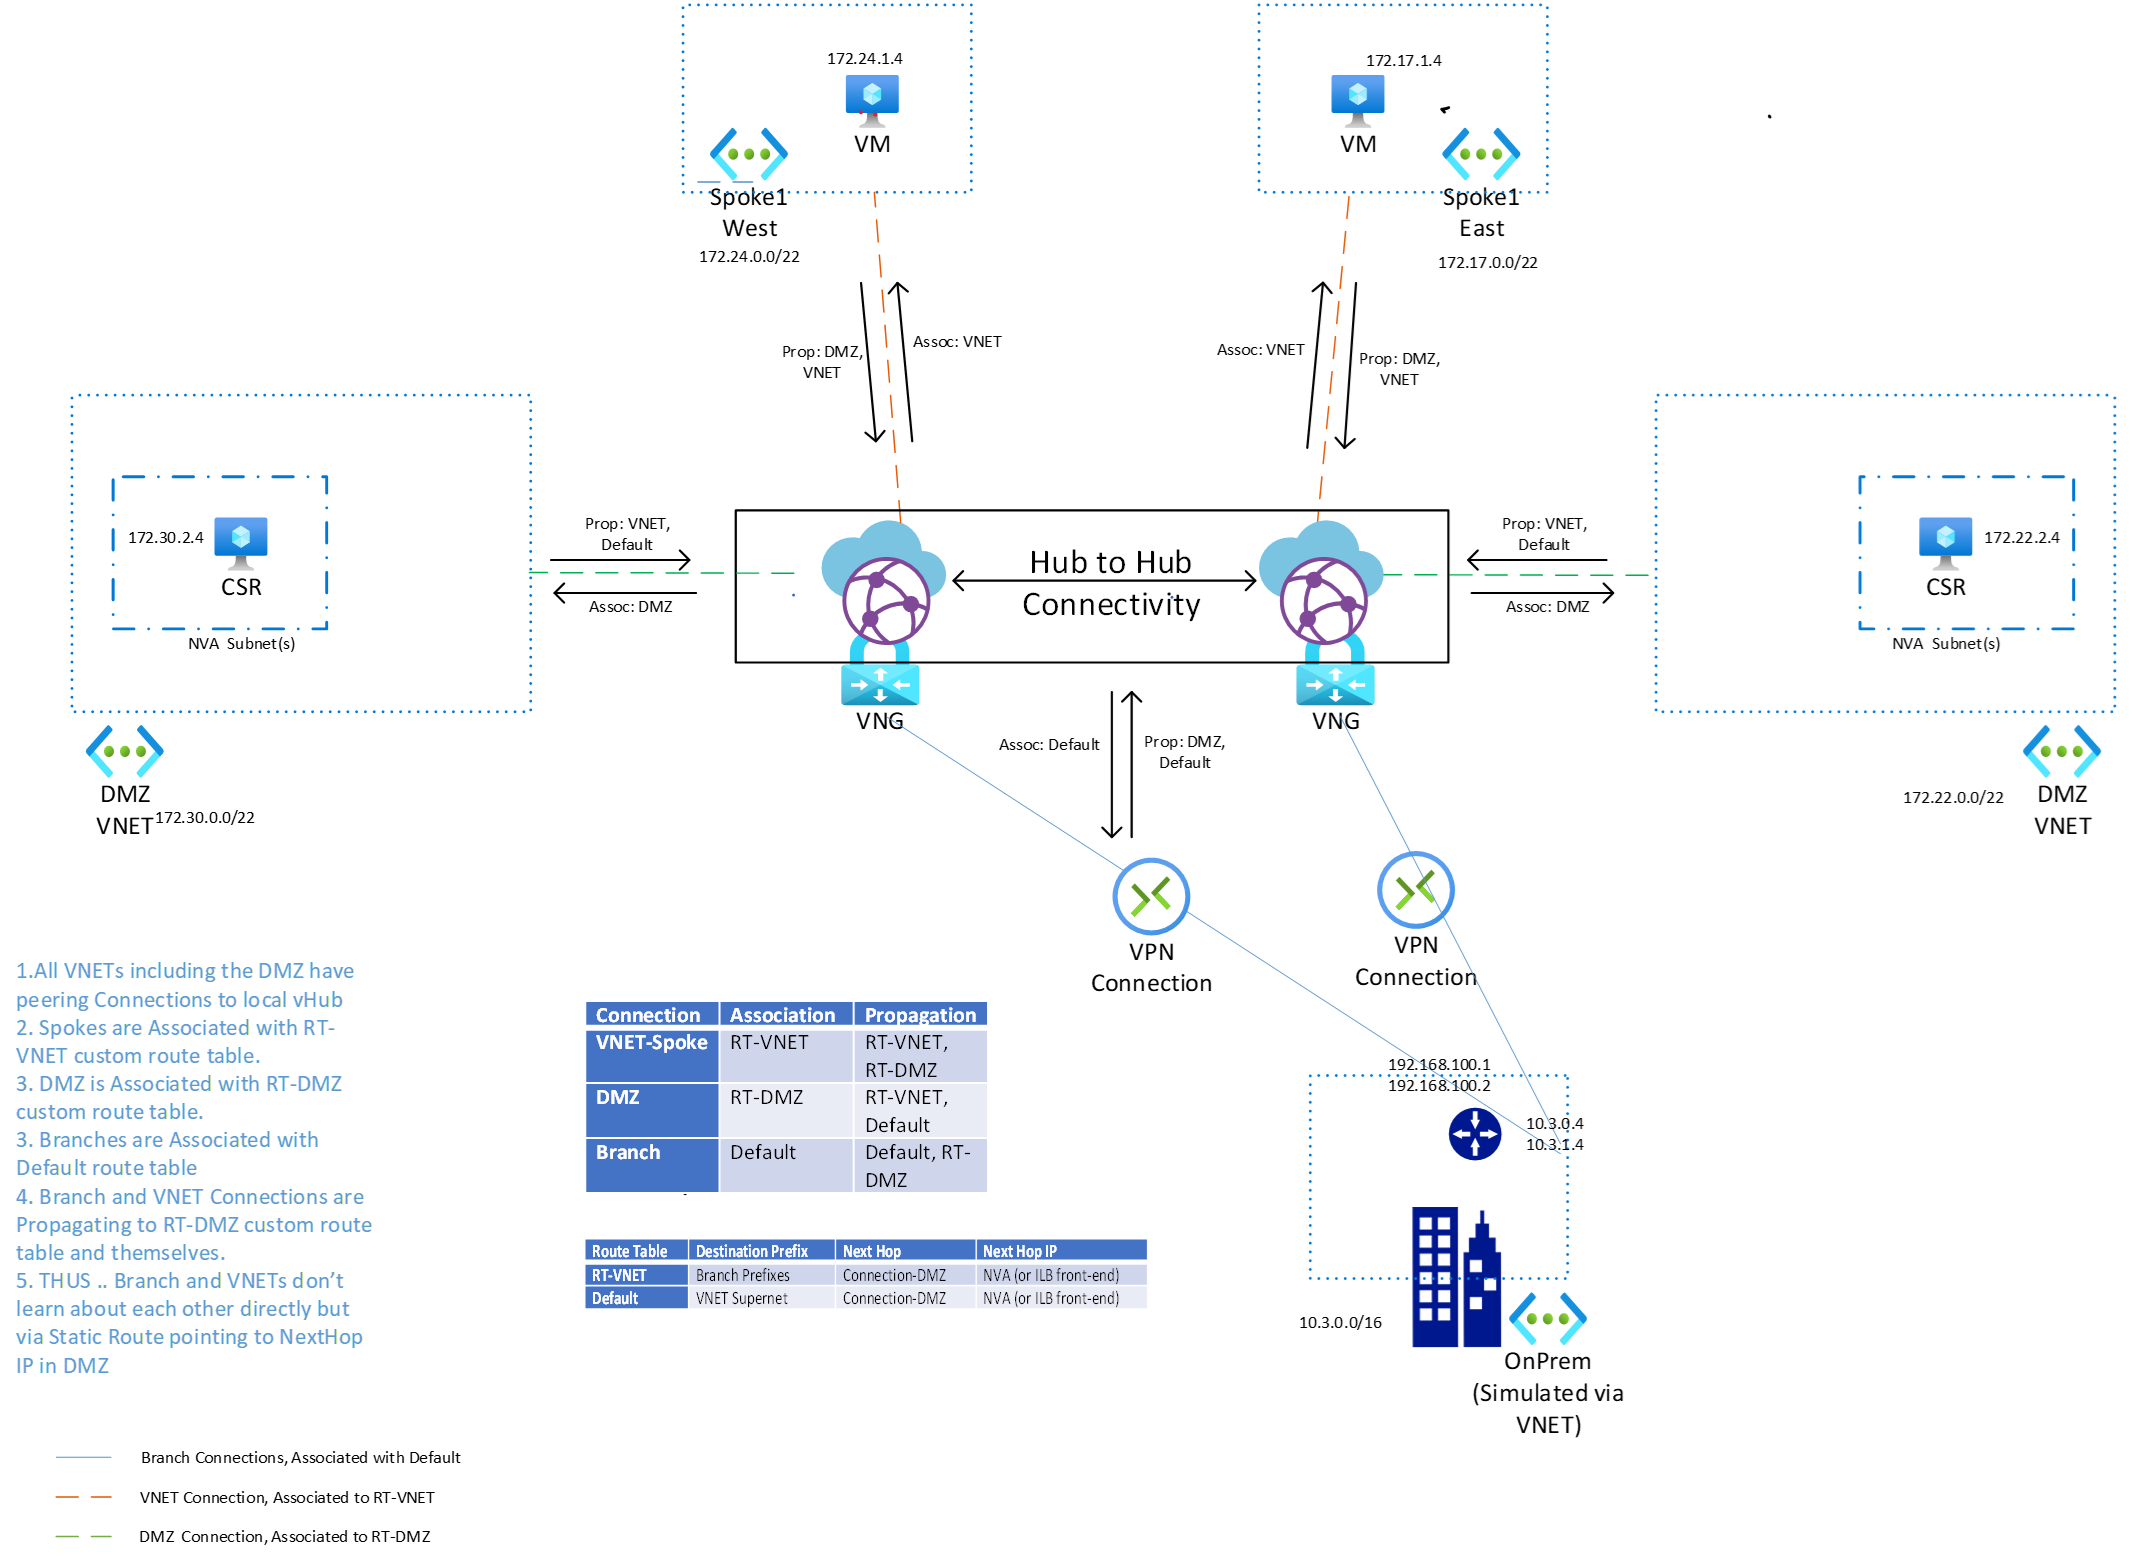 172.24.1.4
VM
Spoke1
West
172.24.0.0/22
172.17.1.4
VM
Spoke1
East
172.17.0.0/22
Prop: DMZ,
VNET
Assoc: VNET
Assoc: VNET
Prop: DMZ,
VNET
172.30.2.4
CSR
NVA Subnet(s)
DMZ
VNET
172.30.0.0/22
Prop: VNET,
Default
Assoc: DMZ
Hub to Hub
Connectivity
VNG
VNG
Prop: VNET,
Default
Assoc: DMZ
172.22.2.4
CSR
NVA Subnet(s)
172.22.0.0/22
DMZ
VNET
Assoc: Default
Prop: DMZ,
Default
VPN
Connection
VPN
Connection
1.All VNETs including the DMZ have
peering Connections to local vHub
2. Spokes are Associated with RT-
VNET custom route table.
3. DMZ is Associated with RT-DMZ
custom route table.
3. Branches are Associated with
Default route table
4. Branch and VNET Connections are
Propagating to RT-DMZ custom route
table and themselves.
5. THUS .. Branch and VNETs don't
learn about each other directly but
via Static Route pointing to NextHop
IP in DMZ
Connection Association Propagation
VNET-Spoke RT-VNET RT-VNET,
RT-DMZ
DMZ RT-DMZ RT-VNET,
Default
Branch Default Default, RT-
DMZ
Route Table Destination Prefix Next Hop Next Hop IP
RT-VNET Branch Prefixes Connection-DMZ NVA (or ILB front-end)
Default VNET Supernet Connection-DMZ NVA (or ILB front-end)
192.168.100.1
192.168.100.2
10.3.0.4
10.3.1.4
10.3.0.0/16
OnPrem
(Simulated via
VNET)
Branch Connections, Associated with Default
VNET Connection, Associated to RT-VNET
DMZ Connection, Associated to RT-DMZ